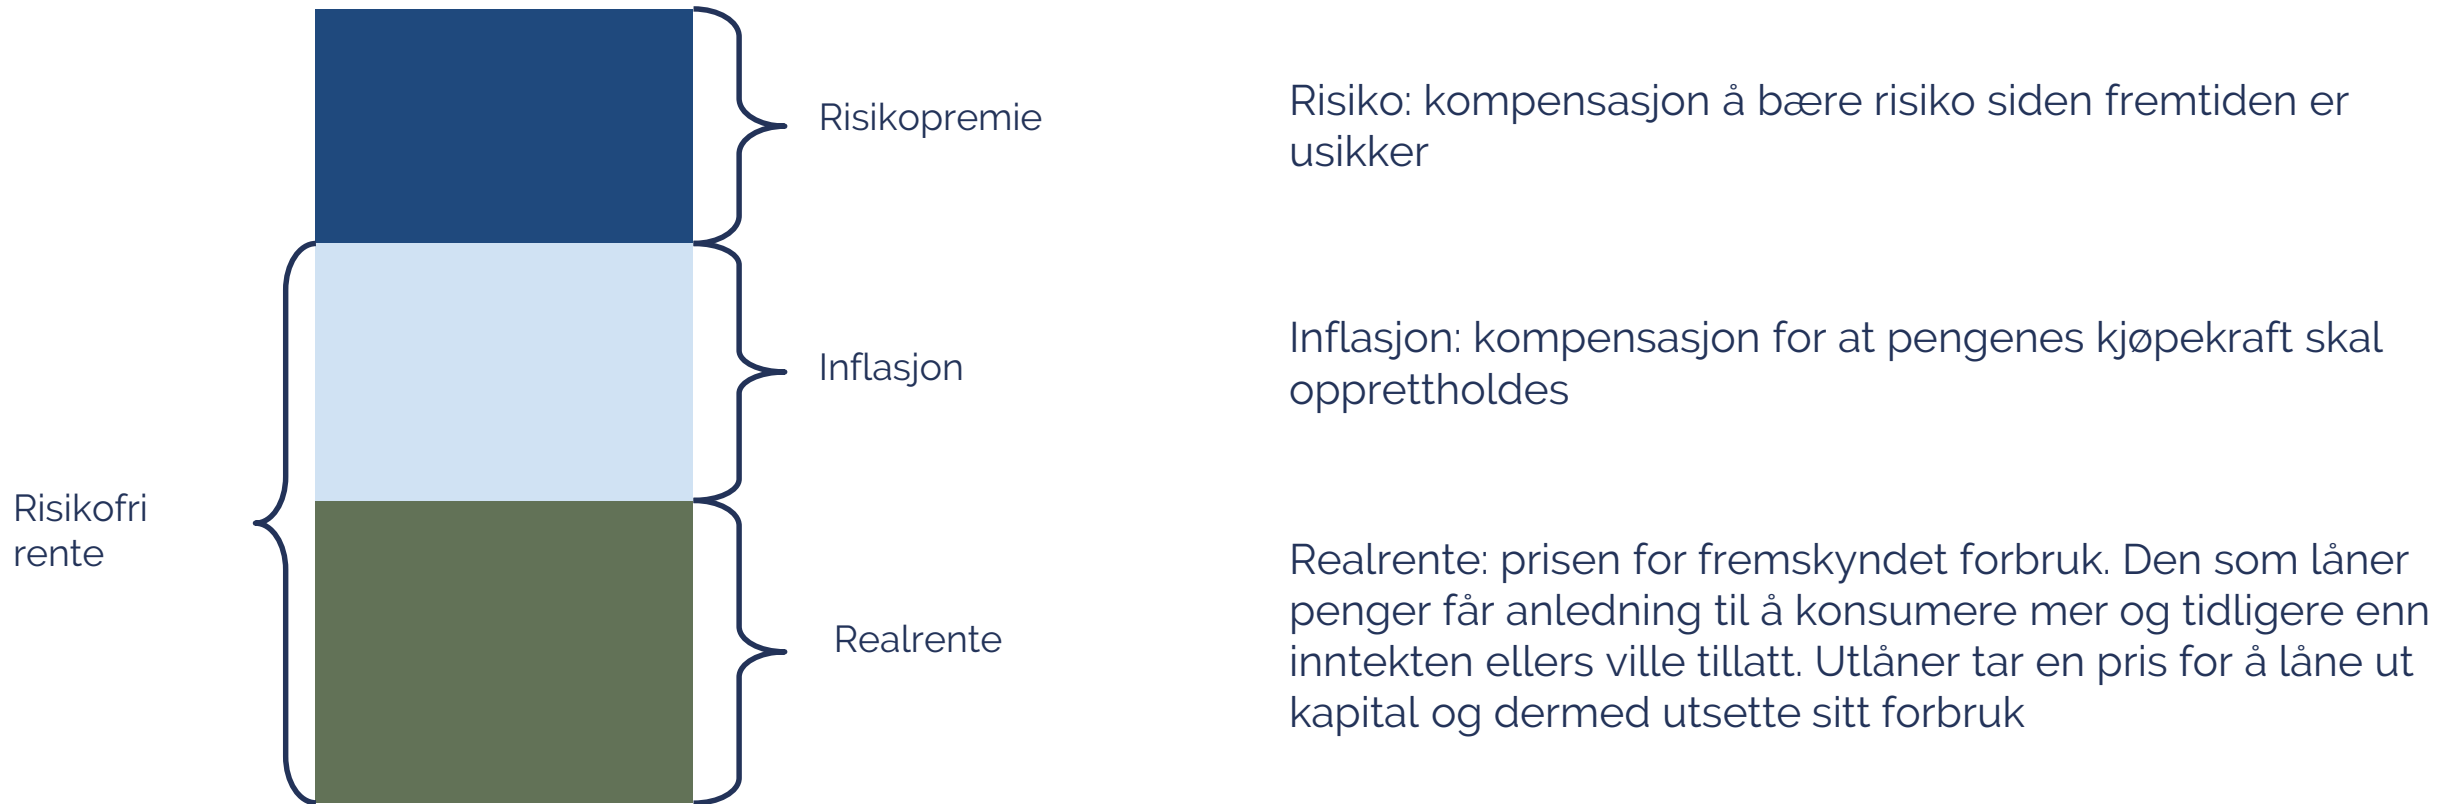 Risikopremie
Risiko: kompensasjon å bære risiko siden fremtiden er
usikker
Inflasjon
Inflasjon: kompensasjon for at pengenes kjøpekraft skal
opprettholdes
Risikofri
rente
Realrente
Realrente: prisen for fremskyndet forbruk. Den som låner
penger får anledning til å konsumere mer og tidligere enn
inntekten ellers ville tillatt. Utlåner tar en pris for å låne ut
kapital og dermed utsette sitt forbruk